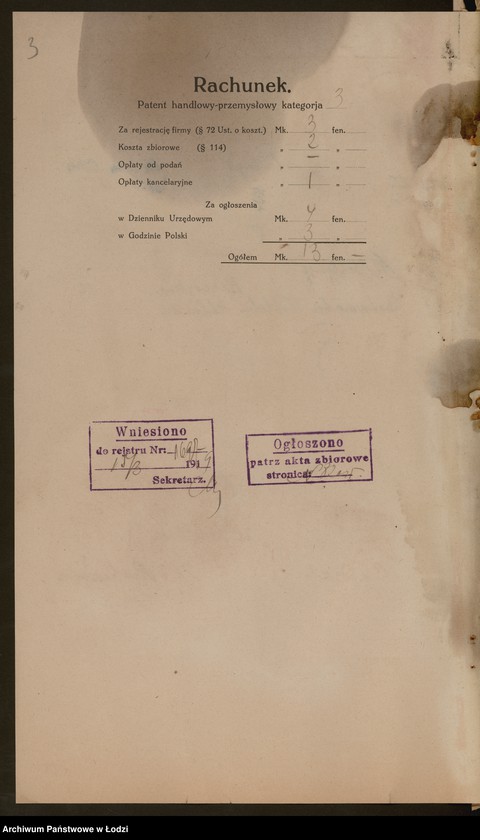 3
Rachunek.
Patent handlowy-przemysłowy kategorja 3
Za rejestrację firmy (§ 72 Ust. o koszt.) Mk. 3 fen.
Koszta zbiorowe (§ 114) „ 2 „
Opłaty od podań „ — „
Opłaty kancelaryjne „ 1 „
Za ogłoszenia
w Dzienniku Urzędowym Mk. 4 fen.
w Godzinie Polski „ 3 „
Ogółem Mk. 13 fen. —
Wniesiono
do rejstru Nr:
15/3 191
Sekretarz.
Ogłoszono
patrz akta zbiorowe
stronica:
Archiwum Państwowe w Łodzi